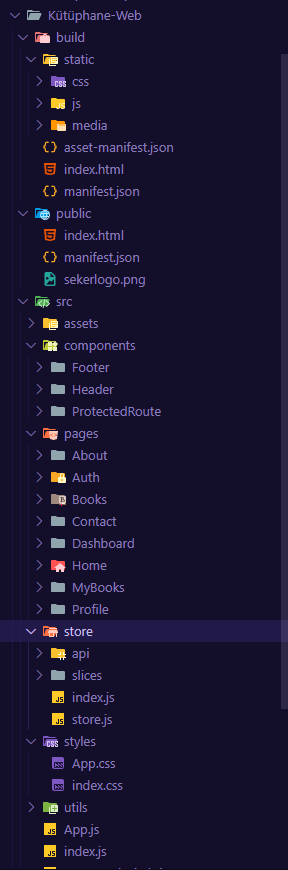 Kütüphane-Web
build
static
css
js
media
asset-manifest.json
index.html
manifest.json
public
index.html
manifest.json
sekerlogo.png
src
assets
components
Footer
Header
ProtectedRoute
pages
About
Auth
Books
Contact
Dashboard
Home
MyBooks
Profile
store
api
slices
index.js
store.js
styles
App.css
index.css
utils
App.js
index.js